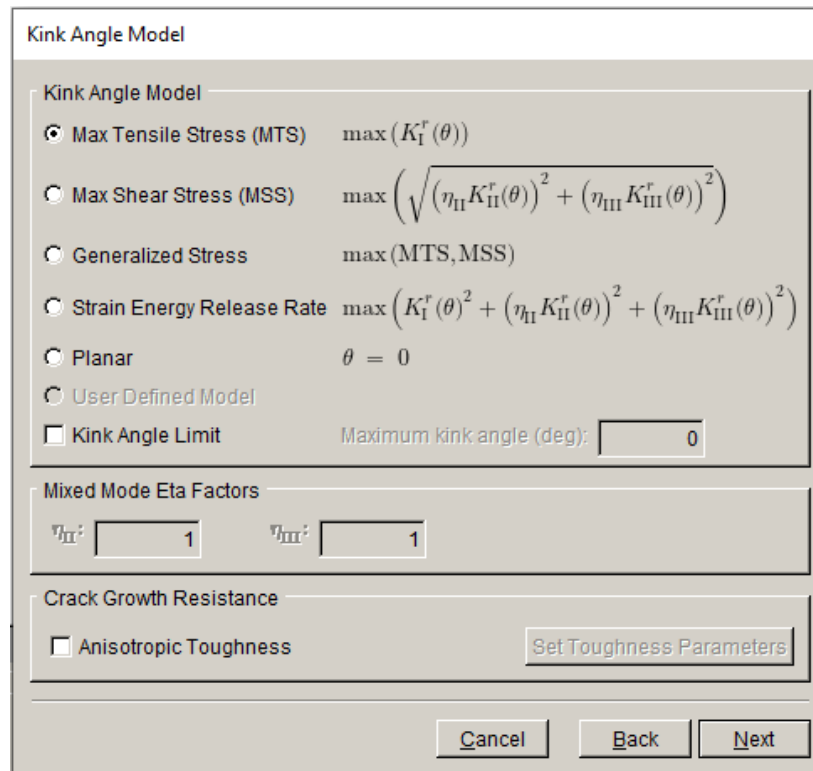 Kink Angle Model
Kink Angle Model
Max Tensile Stress (MTS) max (K_I^r(θ))
Max Shear Stress (MSS) max (√((η_II K_II^r(θ))^2 + (η_III K_III^r(θ))^2))
Generalized Stress max (MTS,MSS)
Strain Energy Release Rate max (K_I^r(θ)^2 + (η_II K_II^r(θ))^2 + (η_III K_III^r(θ))^2)
Planar θ = 0
User Defined Model
Kink Angle Limit Maximum kink angle (deg): 0
Mixed Mode Eta Factors
η_II: 1 η_III: 1
Crack Growth Resistance
Anisotropic Toughness Set Toughness Parameters
Cancel Back Next